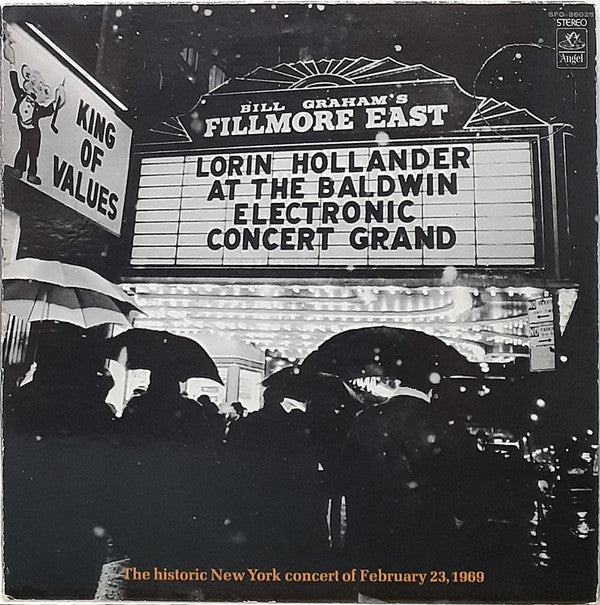 SFO-36025
STEREO
Angel
KING
OF
VALUES
BILL GRAHAM'S
FILLMORE EAST
LORIN HOLLANDER
AT THE BALDWIN
ELECTRONIC
CONCERT GRAND
The historic New York concert of February 23, 1969